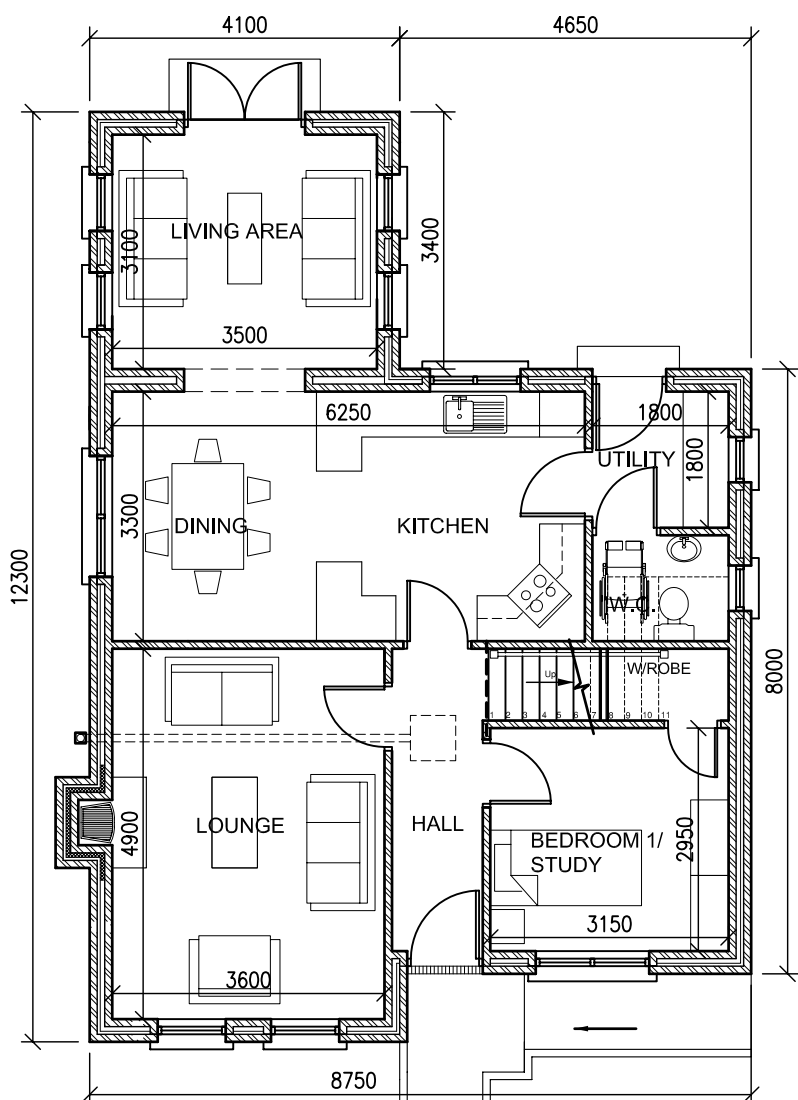 4100
4650
LIVING AREA
3100
3400
3500
6250
1800
UTILITY
1800
DINING
KITCHEN
3300
12300
W.C.
W/ROBE
Up
1 2 3 4 5 6 7 8 9 10 11
8000
LOUNGE
HALL
4900
BEDROOM 1/
STUDY
2950
3150
3600
8750